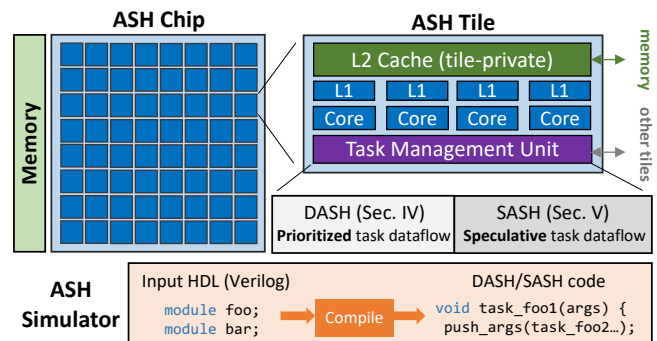 ASH Chip
ASH Tile
Memory
L2 Cache (tile-private)
L1 L1 L1 L1
Core Core Core Core
Task Management Unit
memory
other tiles
DASH (Sec. IV)
Prioritized task dataflow
SASH (Sec. V)
Speculative task dataflow
ASH
Simulator
Input HDL (Verilog)
module foo;
module bar;
Compile
DASH/SASH code
void task_foo1(args) {
push_args(task_foo2…);